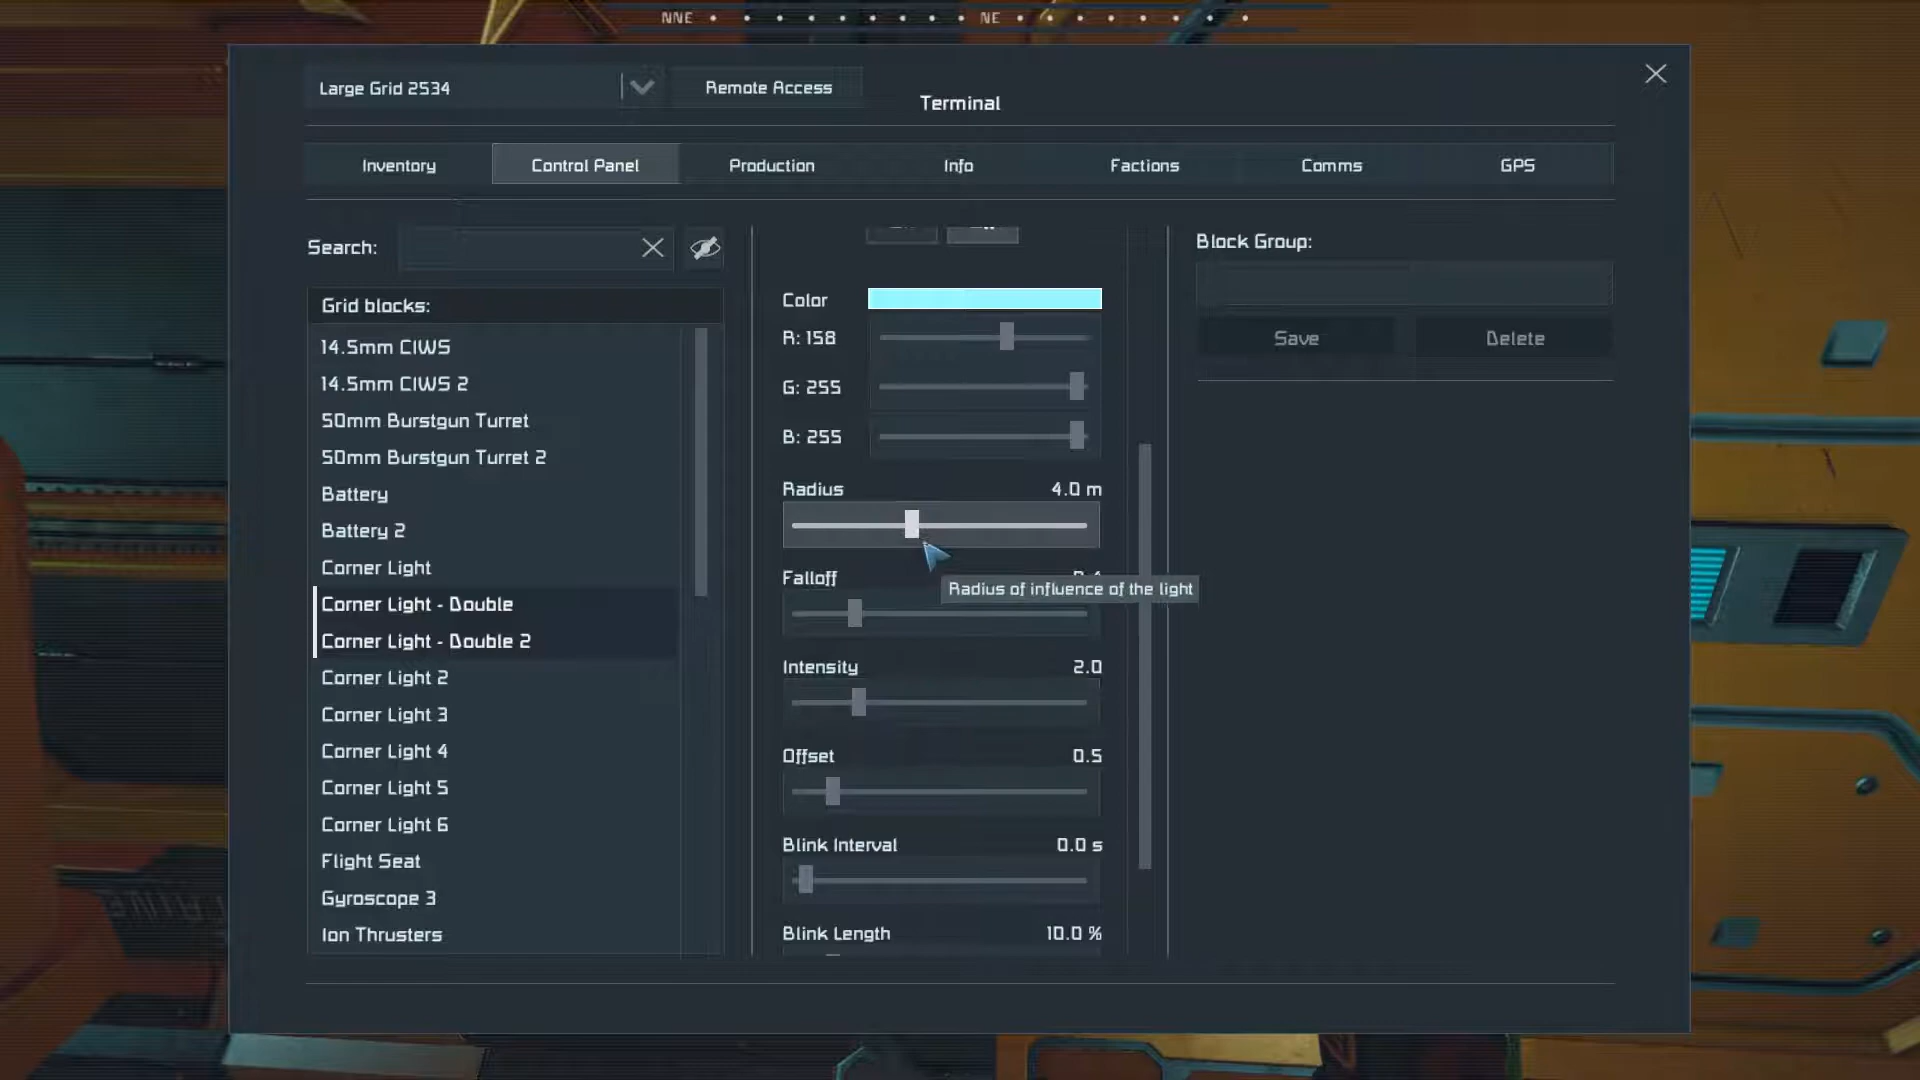 NNE
NE
Large Grid 2534
Remote Access
Terminal
Inventory
Control Panel
Production
Info
Factions
Comms
GPS
Search:
Grid blocks:
14.5mm CIWS
14.5mm CIWS 2
50mm Burstgun Turret
50mm Burstgun Turret 2
Battery
Battery 2
Corner Light
Corner Light - Double
Corner Light - Double 2
Corner Light 2
Corner Light 3
Corner Light 4
Corner Light 5
Corner Light 6
Flight Seat
Gyroscope 3
Ion Thrusters
Color
R: 158
G: 255
B: 255
Radius 4.0 m
Falloff
Radius of influence of the light
Intensity 2.0
Offset 0.5
Blink Interval 0.0 s
Blink Length 10.0 %
Block Group:
Save
Delete